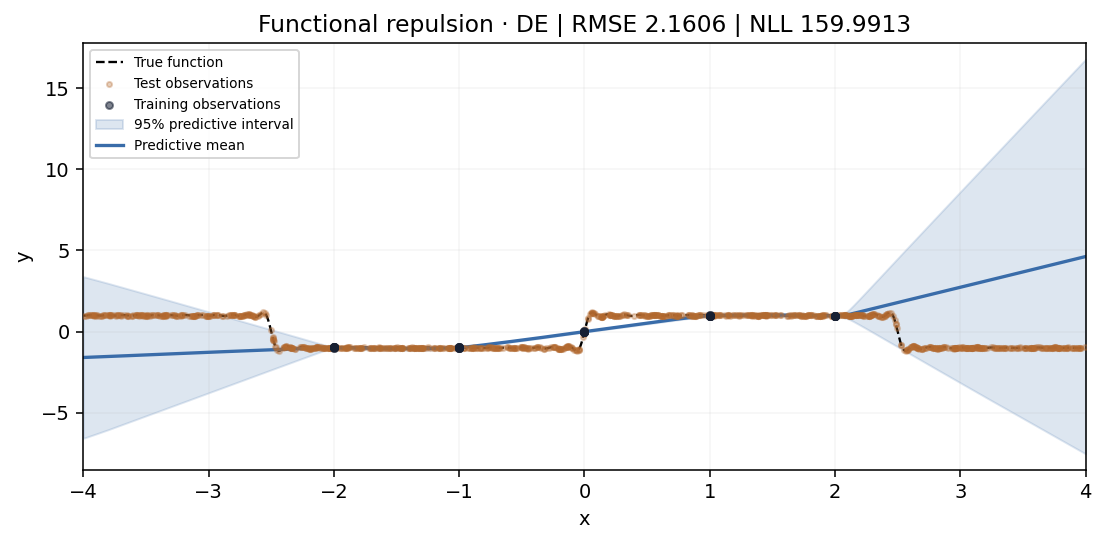 Functional repulsion · DE | RMSE 2.1606 | NLL 159.9913
True function
Test observations
Training observations
95% predictive interval
Predictive mean
15
10
5
0
−5
y
−4 −3 −2 −1 0 1 2 3 4
x